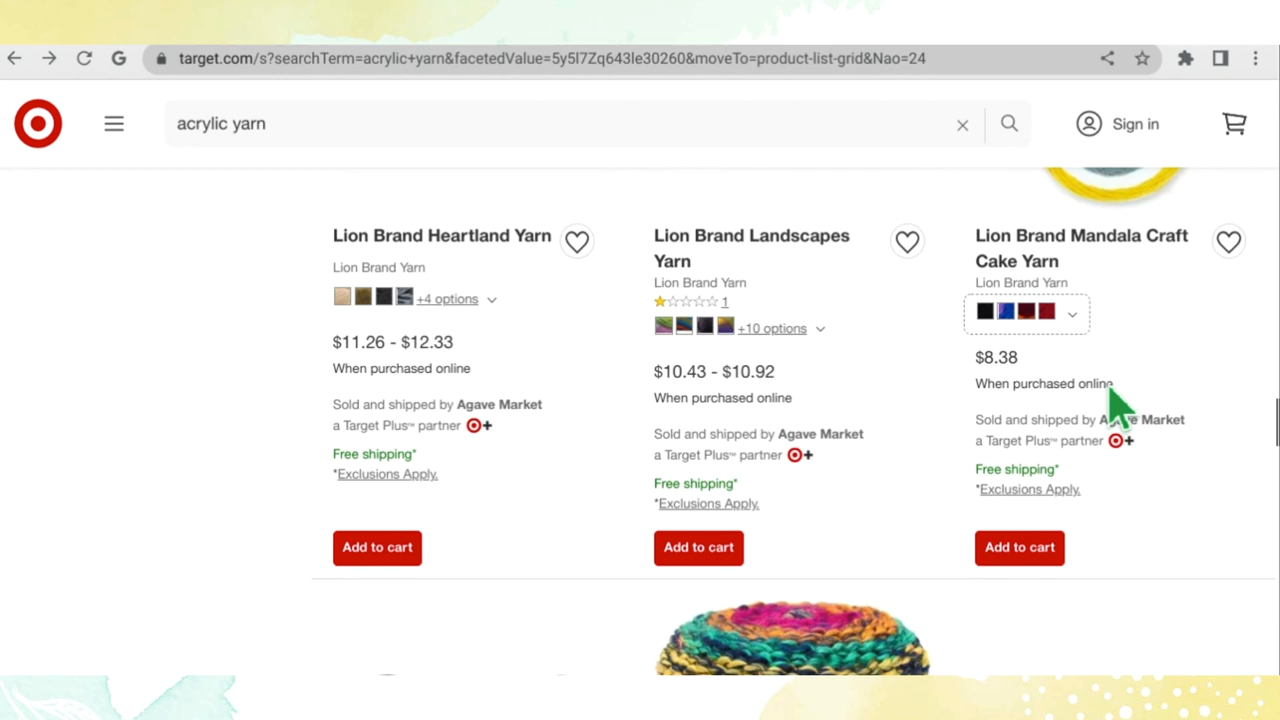 target.com/s?searchTerm=acrylic+yarn&facetedValue=5y5l7Zq643le30260&moveTo=product-list-grid&Nao=24
acrylic yarn
Sign in
Lion Brand Heartland Yarn
Lion Brand Yarn
+4 options
$11.26 - $12.33
When purchased online
Sold and shipped by Agave Market
a Target Plus™ partner
Free shipping*
*Exclusions Apply.
Add to cart
Lion Brand Landscapes
Yarn
Lion Brand Yarn
1
+10 options
$10.43 - $10.92
When purchased online
Sold and shipped by Agave Market
a Target Plus™ partner
Free shipping*
*Exclusions Apply.
Add to cart
Lion Brand Mandala Craft
Cake Yarn
Lion Brand Yarn
$8.38
When purchased online
Sold and shipped by Agave Market
a Target Plus™ partner
Free shipping*
*Exclusions Apply.
Add to cart